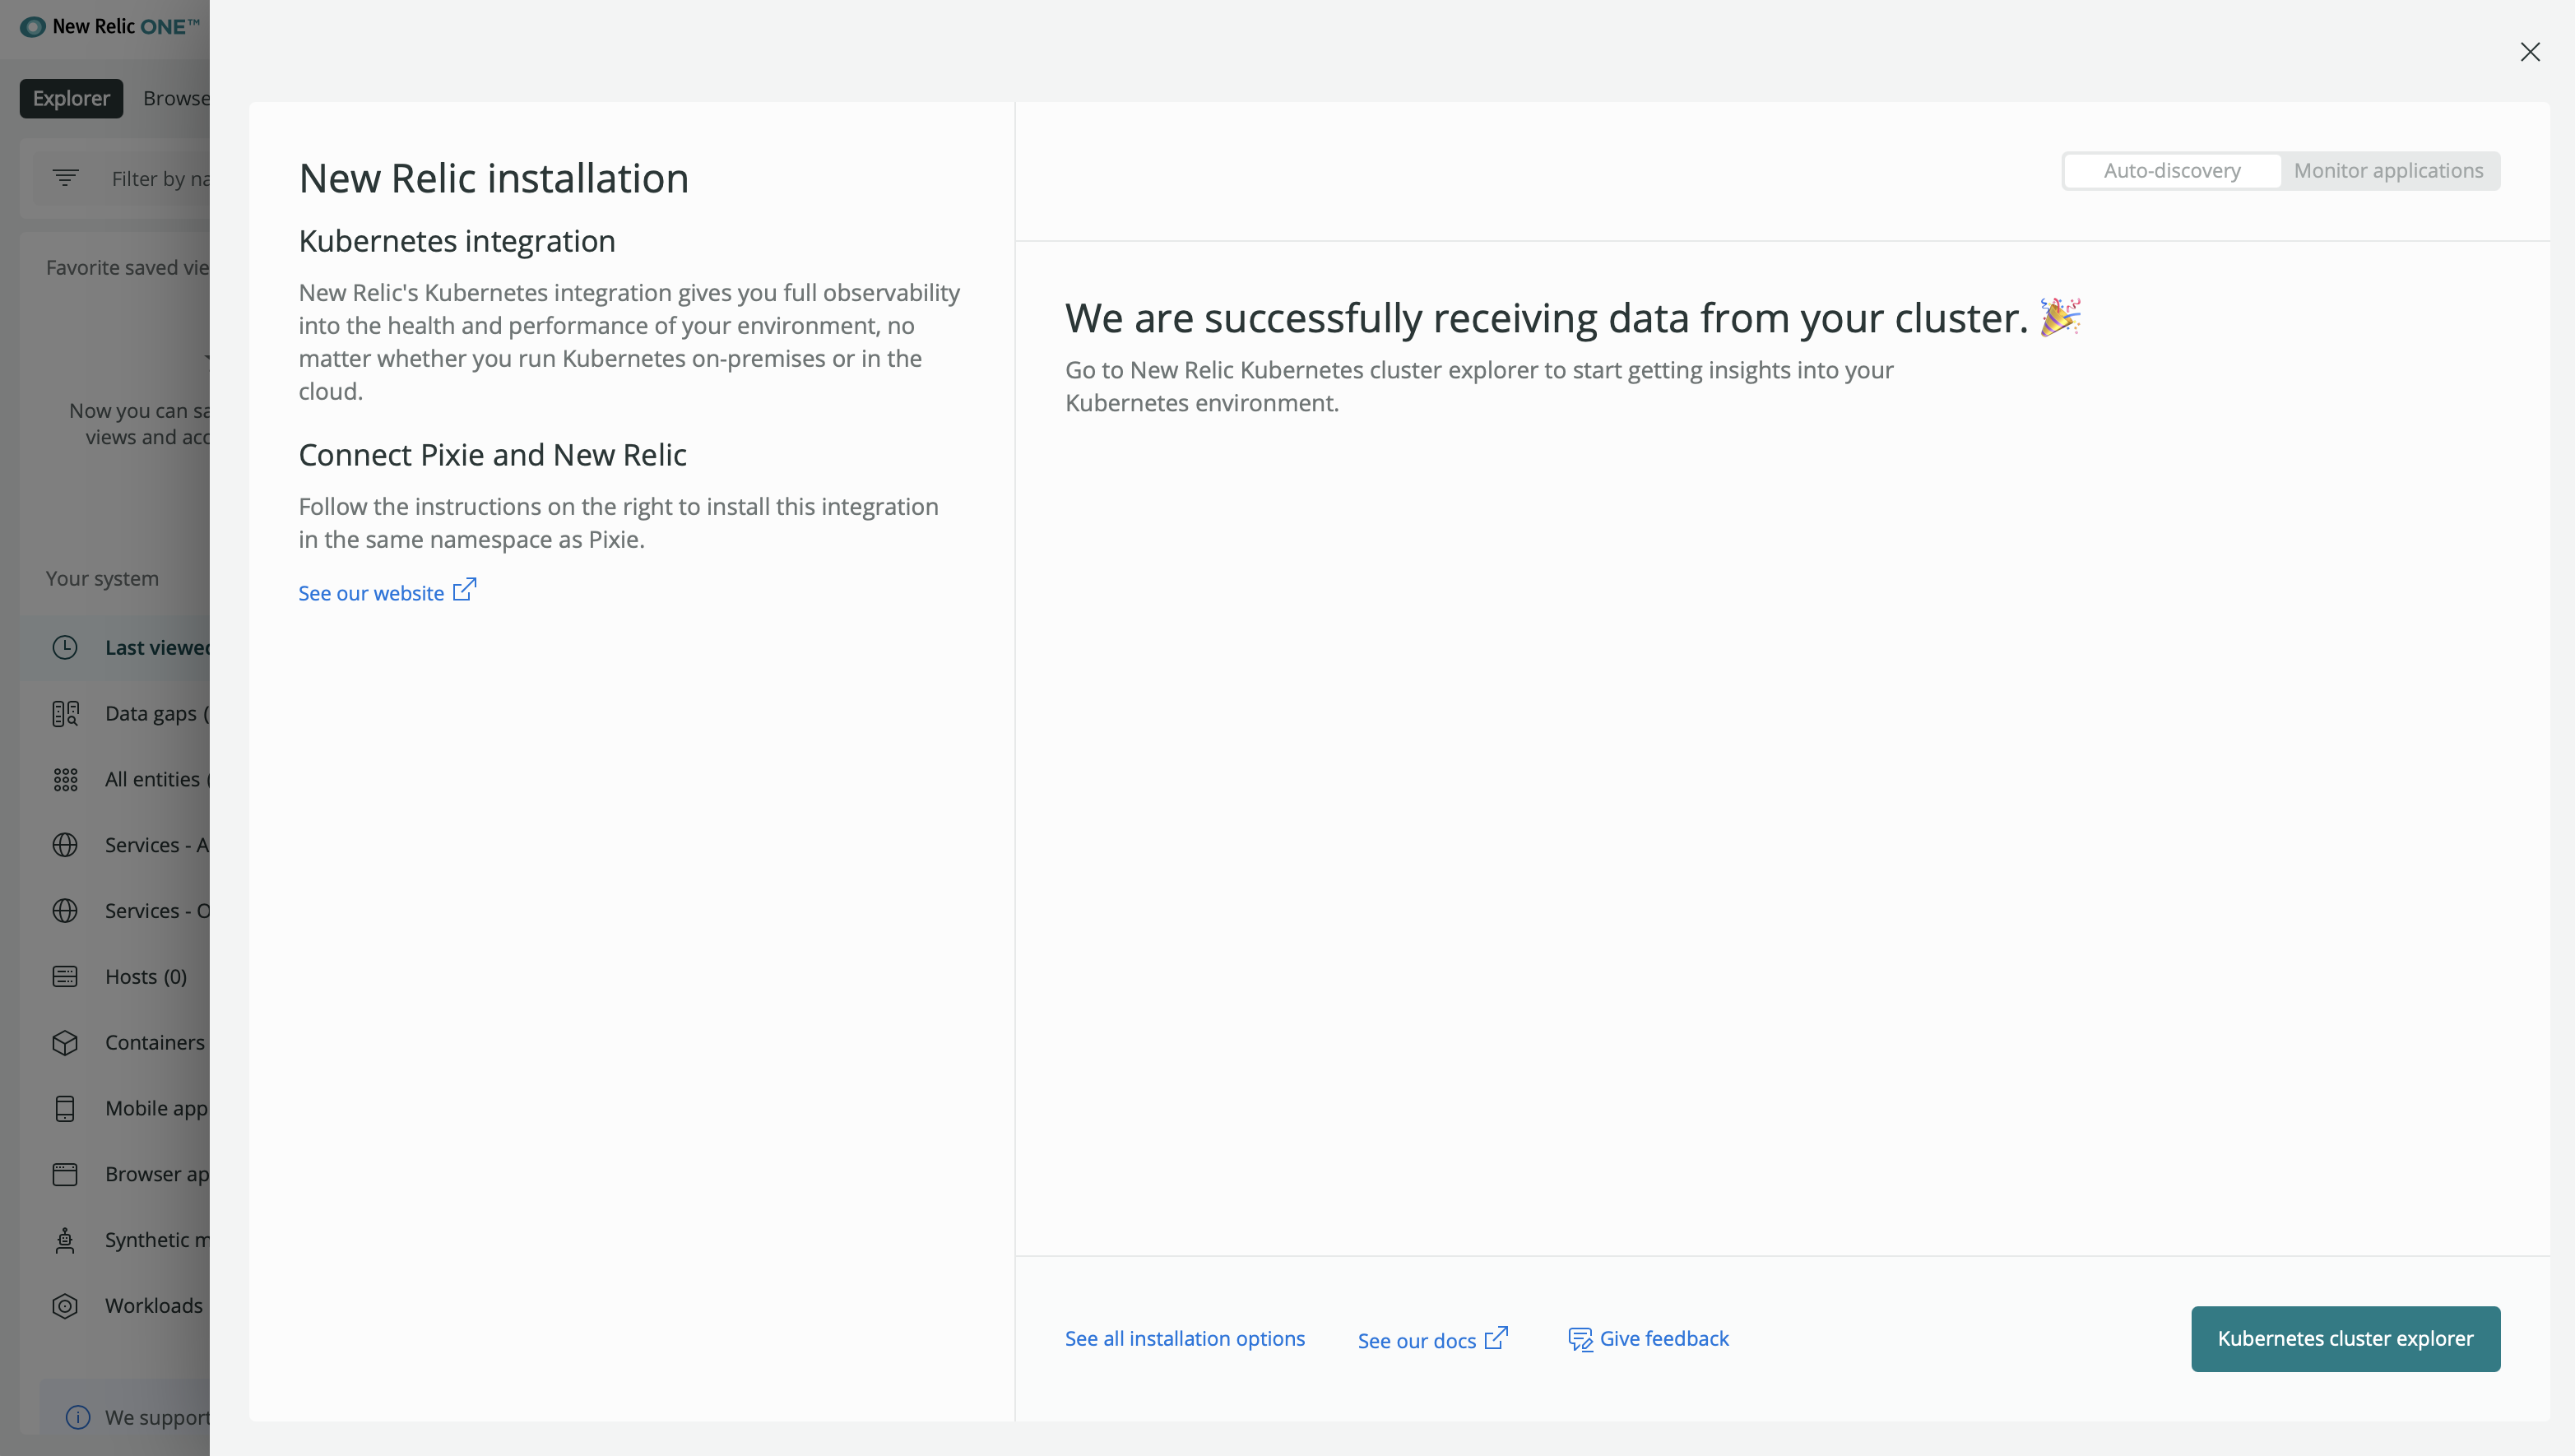 New Relic ONE™
Explorer
Browse
Filter by na
Favorite saved vie
Now you can sa
views and acc
Your system
Last viewed
Data gaps (
All entities (
Services - A
Services - O
Hosts (0)
Containers
Mobile app
Browser ap
Synthetic m
Workloads
We support
New Relic installation
Kubernetes integration
New Relic's Kubernetes integration gives you full observability
into the health and performance of your environment, no
matter whether you run Kubernetes on-premises or in the
cloud.
Connect Pixie and New Relic
Follow the instructions on the right to install this integration
in the same namespace as Pixie.
See our website
Auto-discovery
Monitor applications
We are successfully receiving data from your cluster. 🎉
Go to New Relic Kubernetes cluster explorer to start getting insights into your
Kubernetes environment.
See all installation options
See our docs
Give feedback
Kubernetes cluster explorer